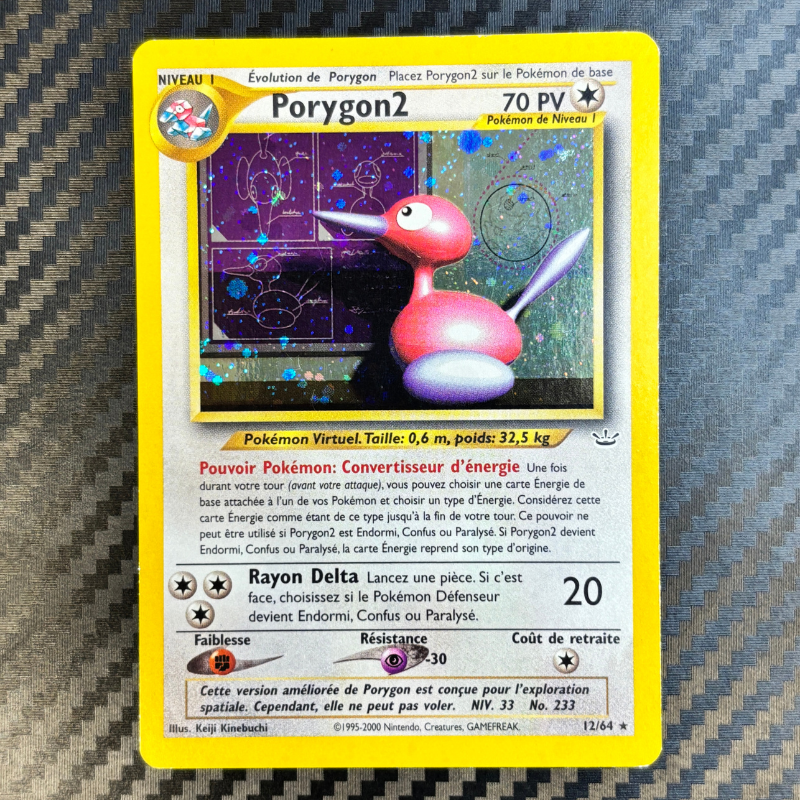 NIVEAU 1 Évolution de Porygon Placez Porygon2 sur le Pokémon de base
Porygon2 70 PV
Pokémon de Niveau 1
Pokémon Virtuel. Taille: 0,6 m, poids: 32,5 kg
Pouvoir Pokémon: Convertisseur d'énergie Une fois
durant votre tour (avant votre attaque), vous pouvez choisir une carte Énergie de
base attachée à l'un de vos Pokémon et choisir un type d'Énergie. Considérez cette
carte Énergie comme étant de ce type jusqu'à la fin de votre tour. Ce pouvoir ne
peut être utilisé si Porygon2 est Endormi, Confus ou Paralysé. Si Porygon2 devient
Endormi, Confus ou Paralysé, la carte Énergie reprend son type d'origine.
Rayon Delta Lancez une pièce. Si c'est
face, choisissez si le Pokémon Défenseur
devient Endormi, Confus ou Paralysé.
20
Faiblesse Résistance Coût de retraite
-30
Cette version améliorée de Porygon est conçue pour l'exploration
spatiale. Cependant, elle ne peut pas voler. NIV. 33 No. 233
Illus. Keiji Kinebuchi ©1995-2000 Nintendo, Creatures, GAMEFREAK. 12/64 ★